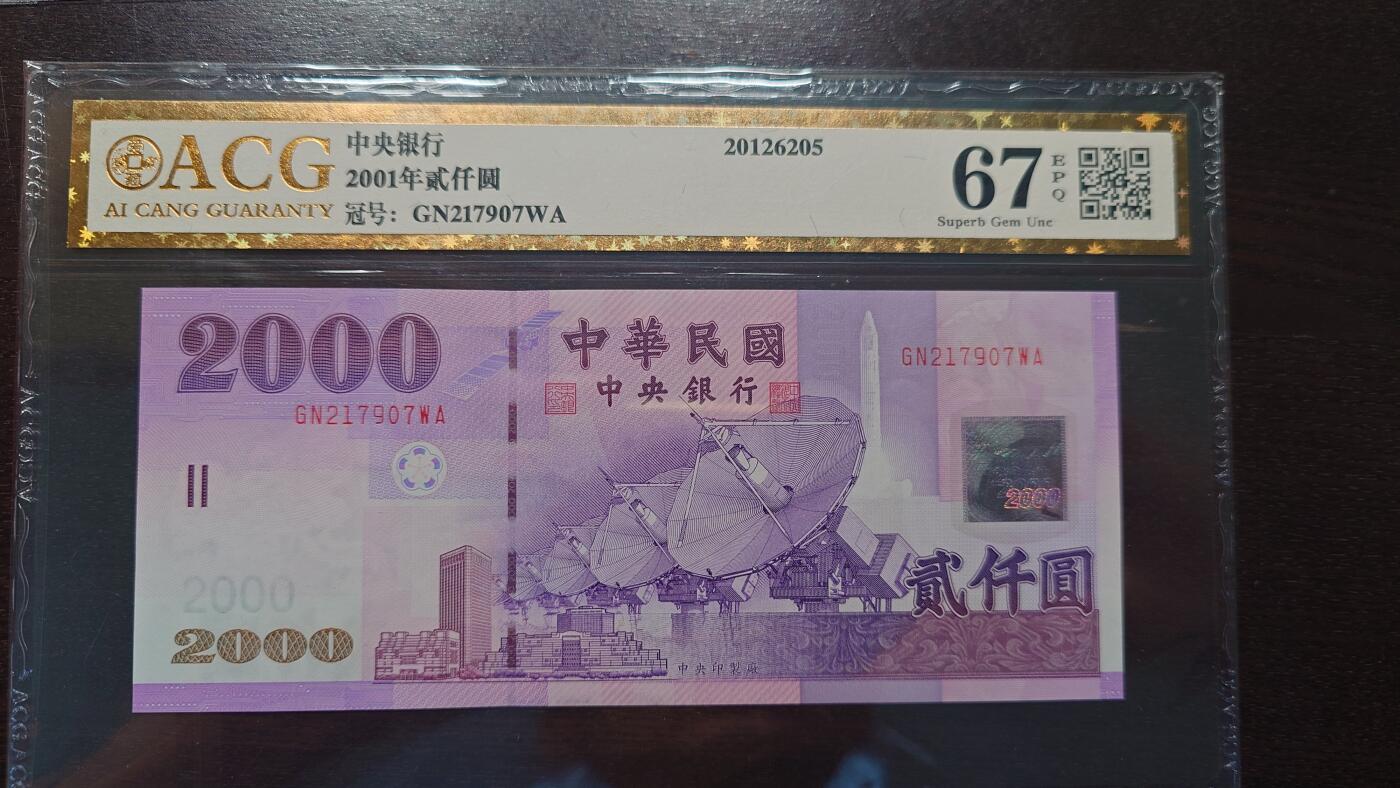 ACG
AI CANG GUARANTY
中央银行
2001年貳仟圓
冠号: GN217907WA
20126205
67
EPQ
Superb Gem Unc
2000
中華民國
中央銀行
GN217907WA
GN217907WA
2000
貳仟圓
2000
2000
中央印製廠